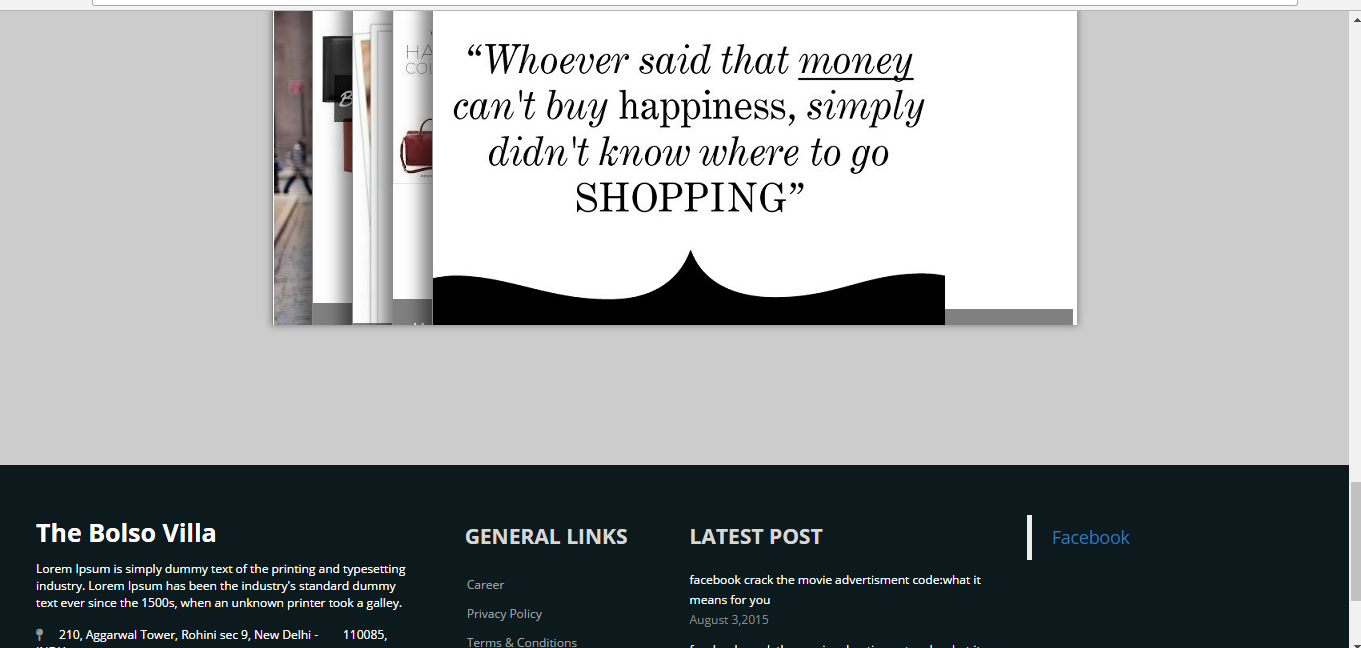 HA
COL
B
“Whoever said that money
can't buy happiness, simply
didn't know where to go
SHOPPING”
The Bolso Villa
Lorem Ipsum is simply dummy text of the printing and typesetting
industry. Lorem Ipsum has been the industry's standard dummy
text ever since the 1500s, when an unknown printer took a galley.
210, Aggarwal Tower, Rohini sec 9, New Delhi - 110085,
GENERAL LINKS
Career
Privacy Policy
Terms & Conditions
LATEST POST
facebook crack the movie advertisment code:what it
means for you
August 3,2015
Facebook